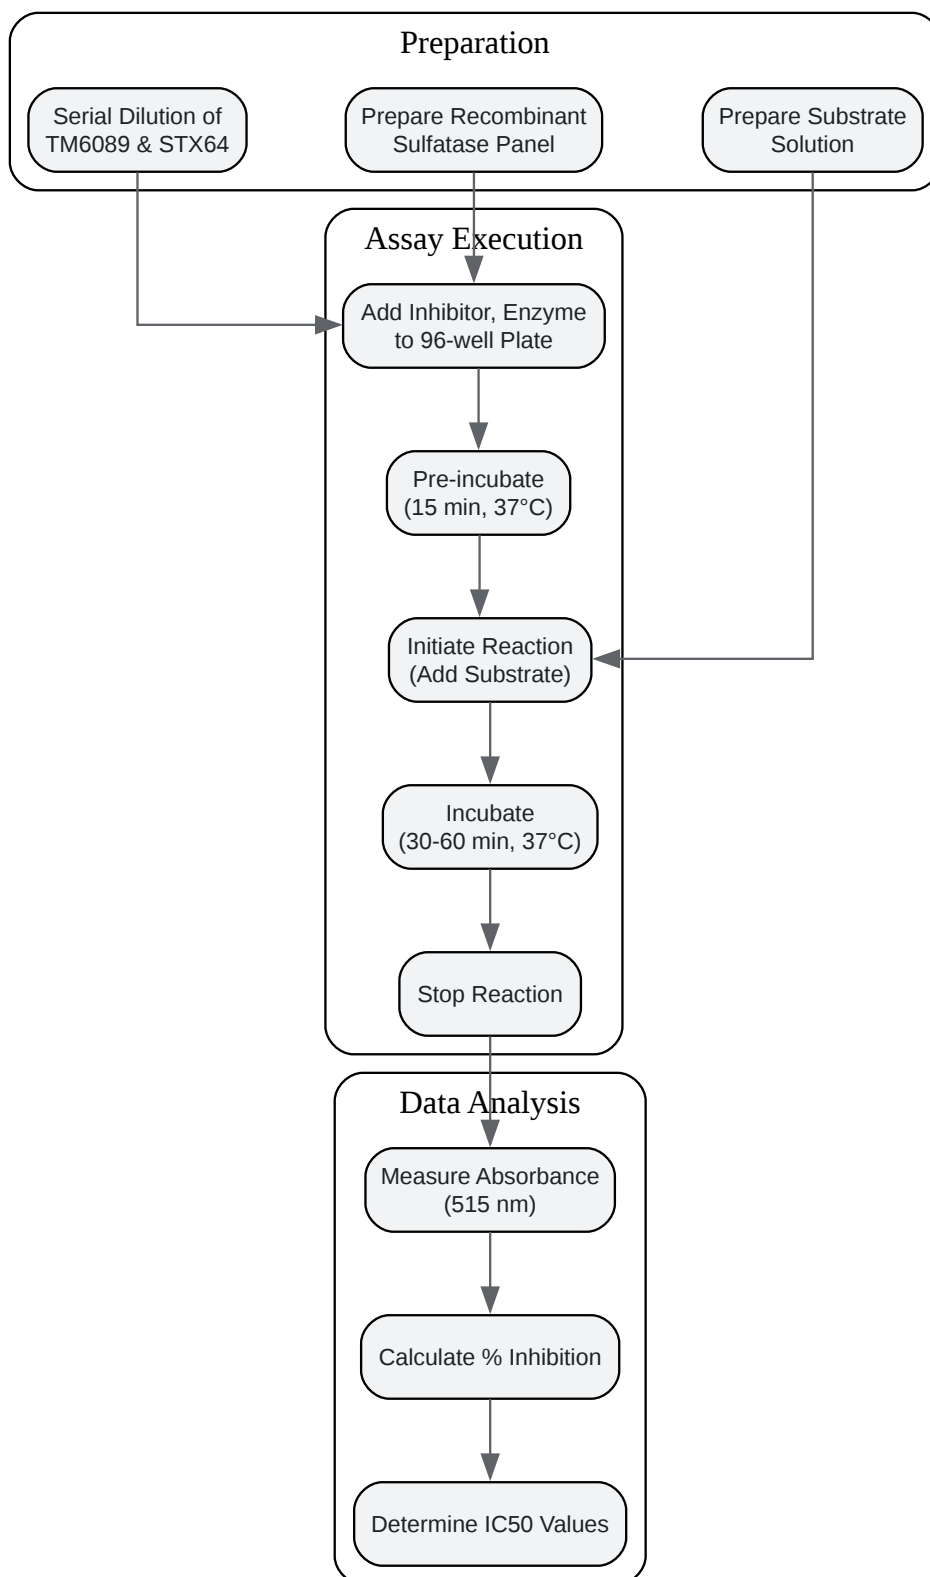 Preparation
Serial Dilution of
TM6089 & STX64
Prepare Recombinant
Sulfatase Panel
Prepare Substrate
Solution
Assay Execution
Add Inhibitor, Enzyme
to 96-well Plate
Pre-incubate
(15 min, 37°C)
Initiate Reaction
(Add Substrate)
Incubate
(30-60 min, 37°C)
Stop Reaction
Data Analysis
Measure Absorbance
(515 nm)
Calculate % Inhibition
Determine IC50 Values